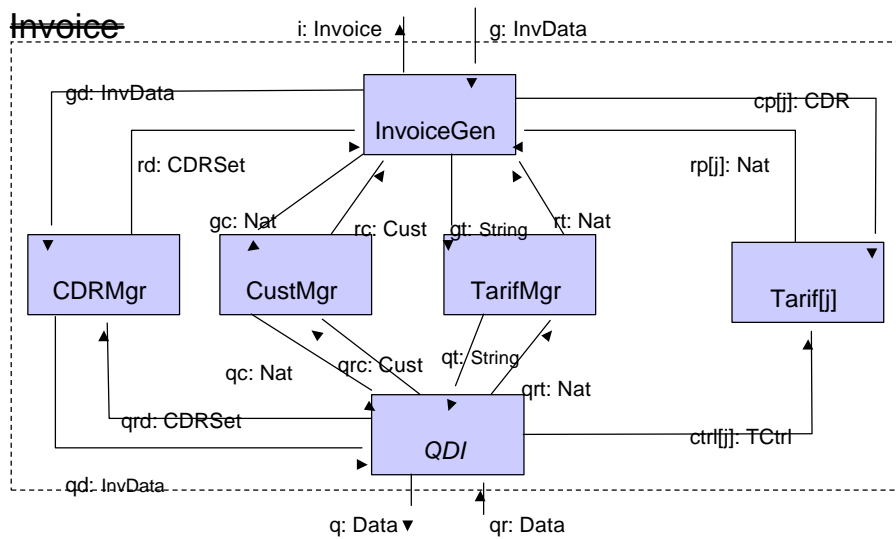 Invoice
i: Invoice
g: InvData
gd: InvData
cp[j]: CDR
InvoiceGen
rd: CDRSet
rp[j]: Nat
gc: Nat
rc: Cust
gt: String
rt: Nat
CDRMgr
CustMgr
TarifMgr
Tarif[j]
qc: Nat
qrc: Cust
qt: String
qrt: Nat
qrd: CDRSet
QDI
ctrl[j]: TCtrl
qd: InvData
q: Data
qr: Data